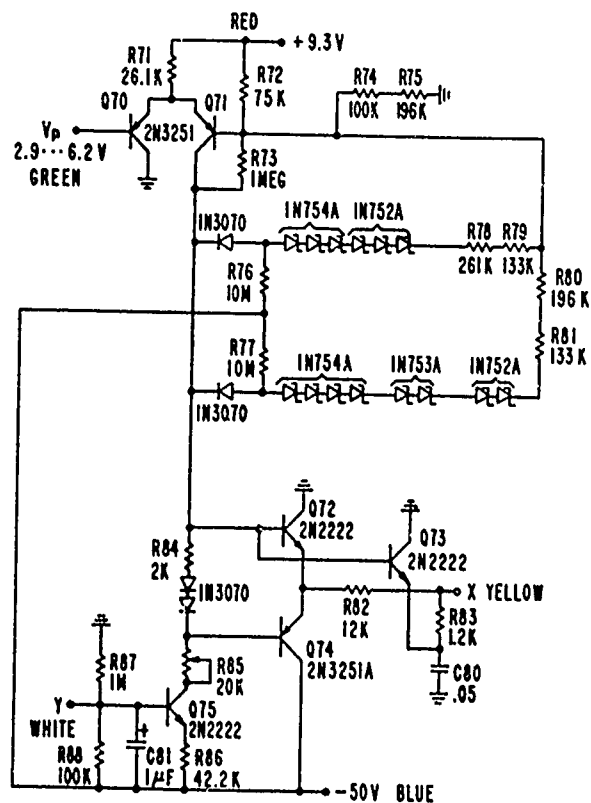 RED
+9.3V
R71
26.1K
R72
75K
R74
100K
R75
196K
Q70
Q71
2N3251
Vp
2.9···6.2V
GREEN
R73
1MEG
1N3070
1N754A
1N752A
R78
261K
R79
133K
R76
10M
R80
196K
R77
10M
R81
133K
1N754A
1N753A
1N752A
1N3070
Q72
2N2222
Q73
2N2222
R84
2K
1N3070
X YELLOW
R82
12K
R83
1.2K
Q74
2N3251A
R87
1M
R85
20K
C80
.05
Y
WHITE
+
Q75
2N2222
R88
100K
C81
1μF
R86
42.2K
-50V BLUE